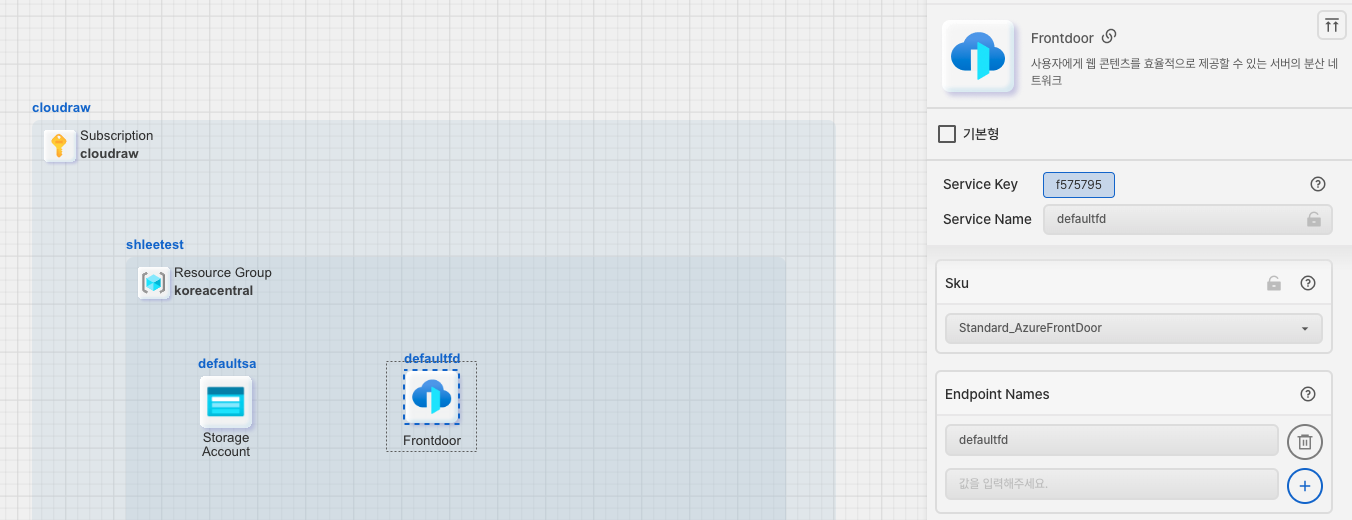 cloudraw
Subscription
cloudraw
shleetest
Resource Group
koreacentral
defaultsa
Storage
Account
defaultfd
Frontdoor
Frontdoor
사용자에게 웹 콘텐츠를 효율적으로 제공할 수 있는 서버의 분산 네
트워크
기본형
Service Key
f575795
Service Name
defaultfd
Sku
Standard_AzureFrontDoor
Endpoint Names
defaultfd
값을 입력해주세요.